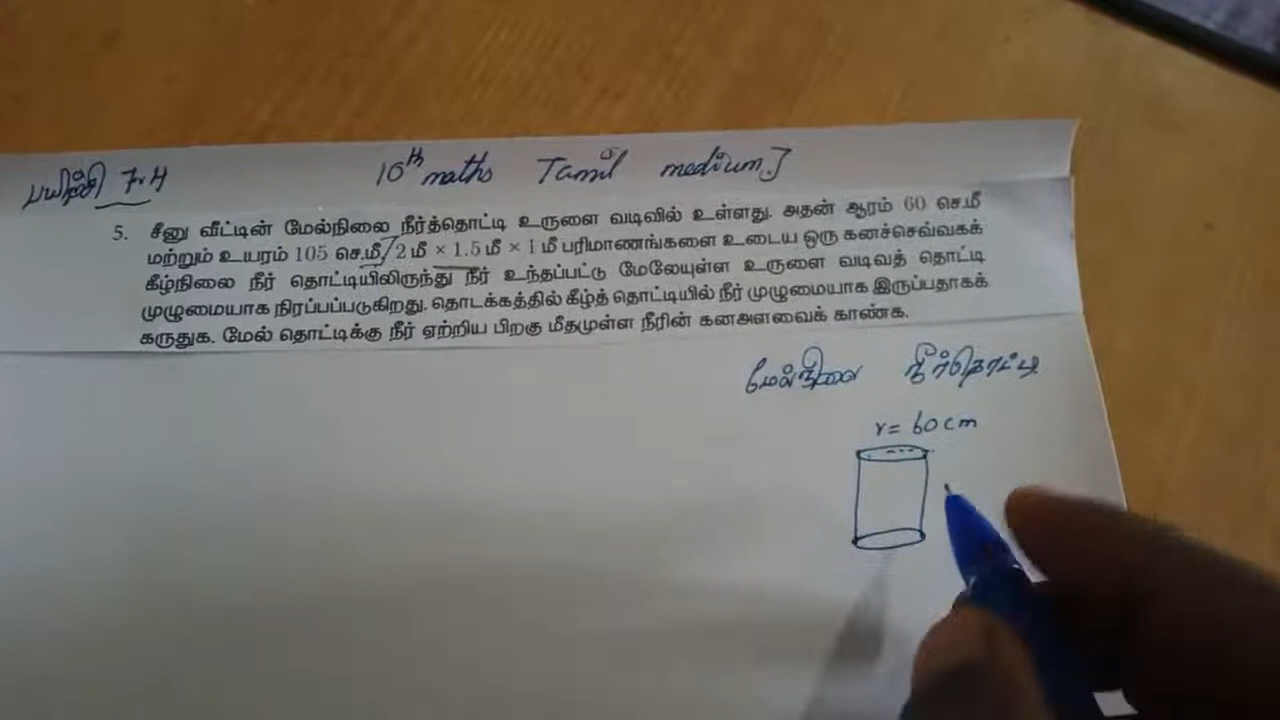 பயிற்சி 7.4
10th maths Tamil medium]
5. சீனு வீட்டின் மேல்நிலை நீர்த்தொட்டி உருளை வடிவில் உள்ளது. அதன் ஆரம் 60 செ.மீ
மற்றும் உயரம் 105 செ.மீ./2 மீ × 1.5 மீ × 1 மீ பரிமாணங்களை உடைய ஒரு கனச்செவ்வகக்
கீழ்நிலை நீர் தொட்டியிலிருந்து நீர் உந்தப்பட்டு மேலேயுள்ள உருளை வடிவத் தொட்டி
முழுமையாக நிரப்பப்படுகிறது. தொடக்கத்தில் கீழ்த் தொட்டியில் நீர் முழுமையாக இருப்பதாகக்
கருதுக. மேல் தொட்டிக்கு நீர் ஏற்றிய பிறகு மீதமுள்ள நீரின் கனஅளவைக் காண்க.
மேல்நிலை நீர்தொட்டி
r = 60cm